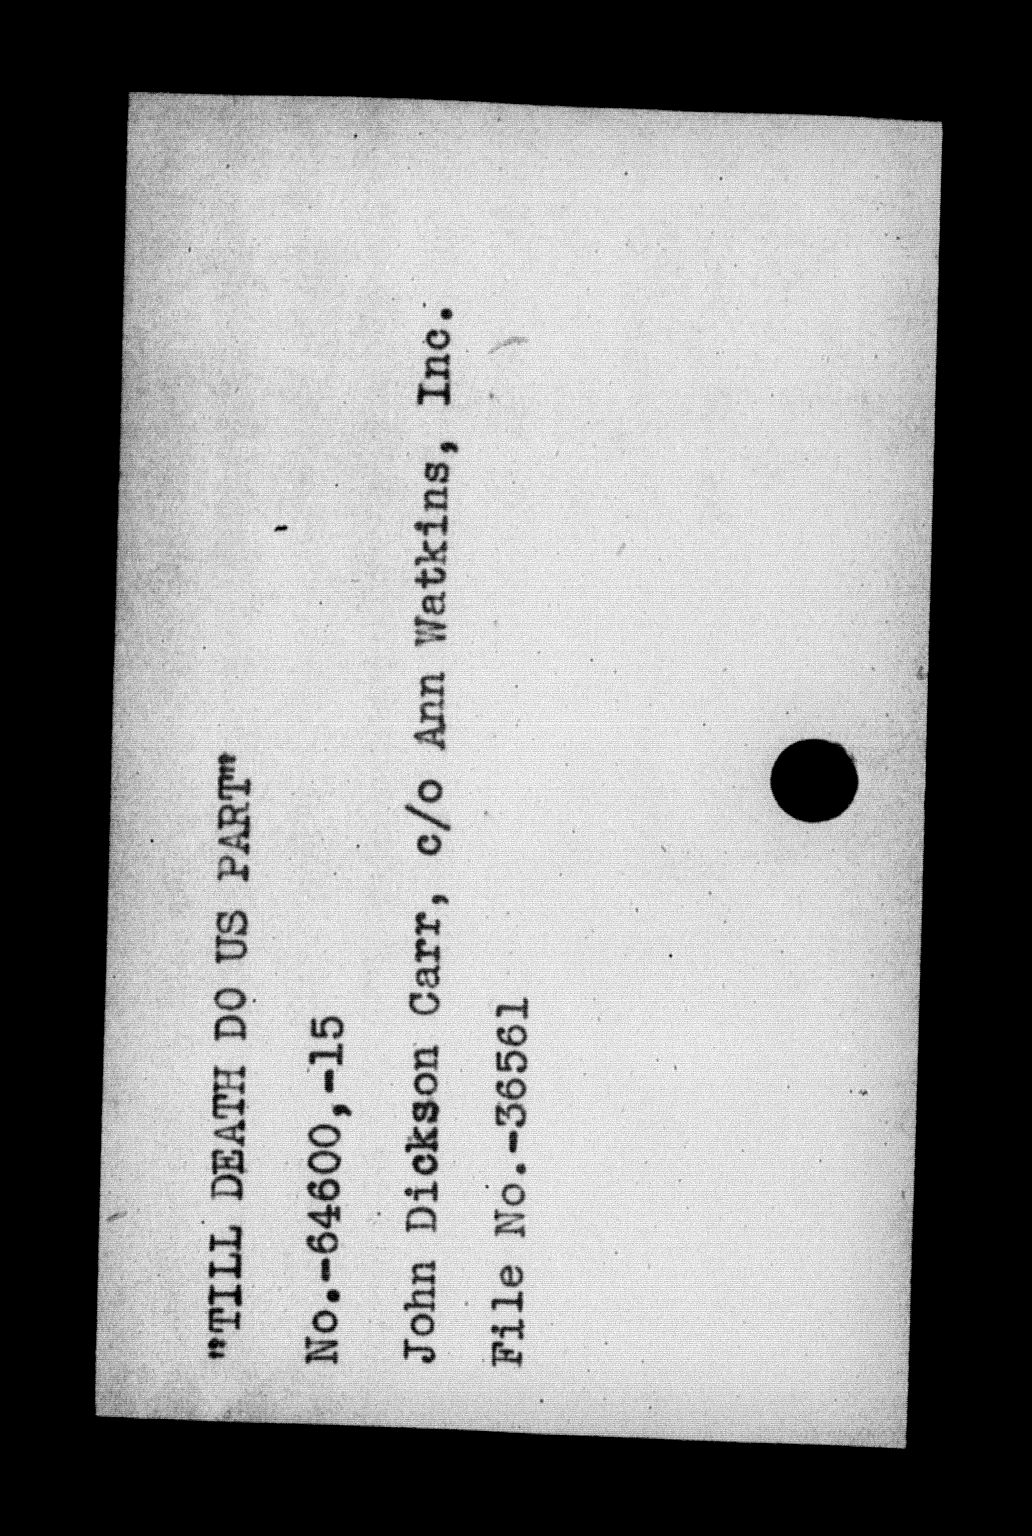 "TILL DEATH DO US PART"
No.-64600,-15
John Dickson Carr, c/o Ann Watkins, Inc.
File No.-36561